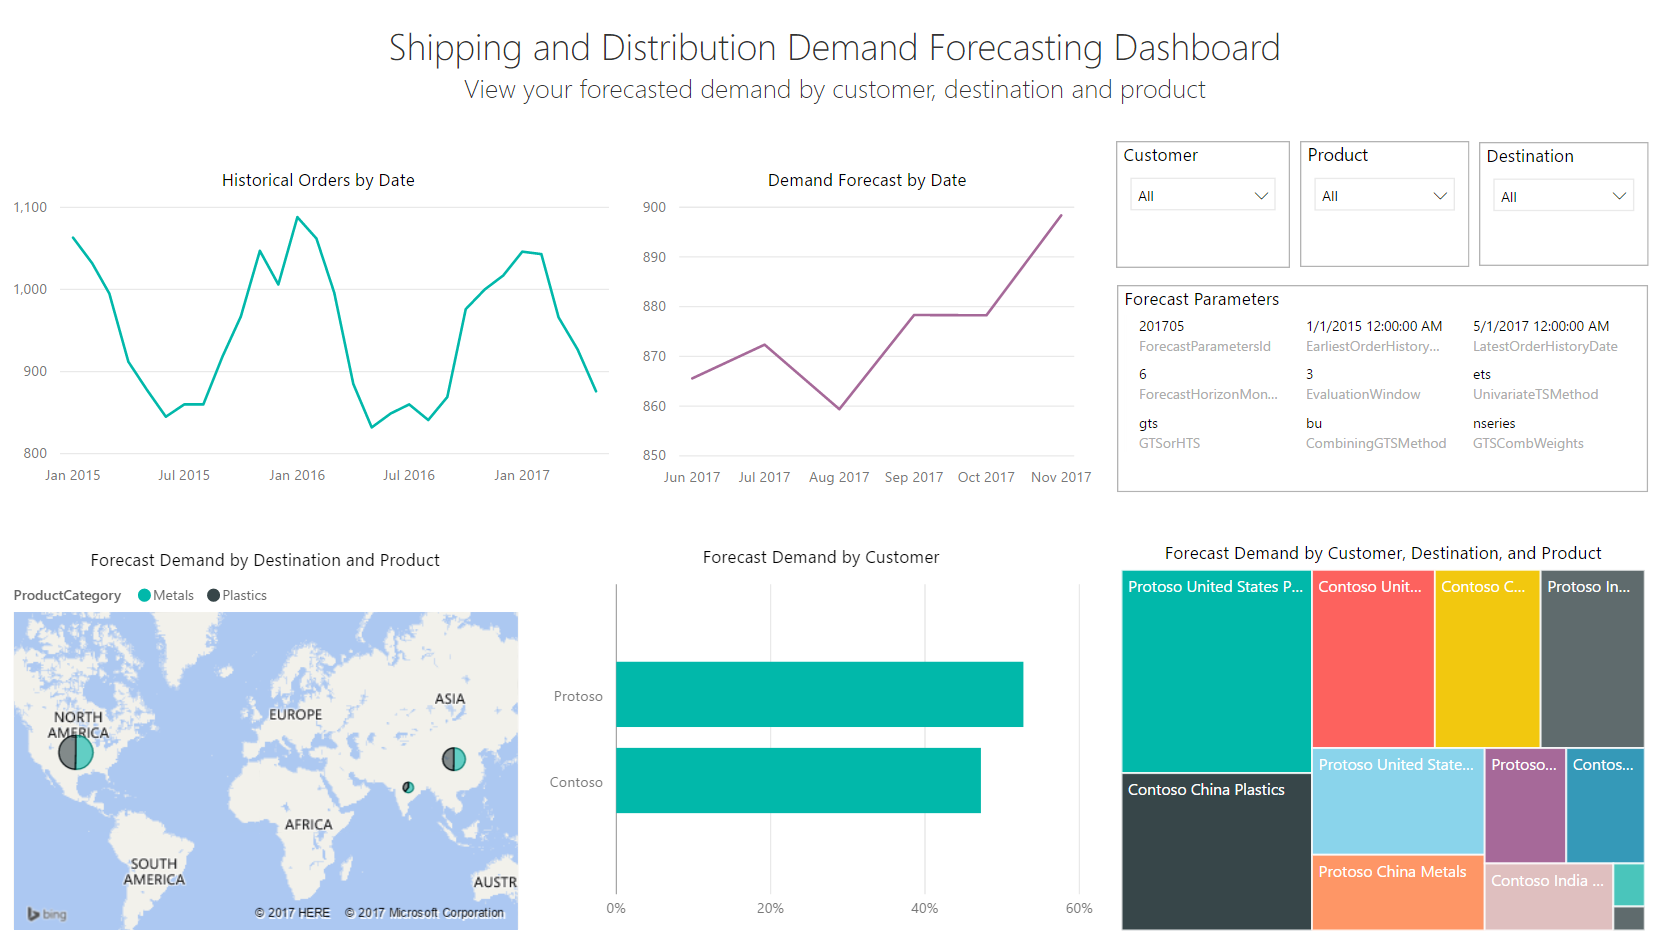 Shipping and Distribution Demand Forecasting Dashboard
View your forecasted demand by customer, destination and product
Historical Orders by Date
1,100
1,000
900
800
Jan 2015 Jul 2015 Jan 2016 Jul 2016 Jan 2017
Demand Forecast by Date
900
890
880
870
860
850
Jun 2017 Jul 2017 Aug 2017 Sep 2017 Oct 2017 Nov 2017
Customer
All
Product
All
Destination
All
Forecast Parameters
201705 1/1/2015 12:00:00 AM 5/1/2017 12:00:00 AM
ForecastParametersId EarliestOrderHistory... LatestOrderHistoryDate
6 3 ets
ForecastHorizonMon... EvaluationWindow UnivariateTSMethod
gts bu nseries
GTSorHTS CombiningGTSMethod GTSCombWeights
Forecast Demand by Destination and Product
ProductCategory Metals Plastics
NORTH
AMERICA
EUROPE
ASIA
AFRICA
SOUTH
AMERICA
AUSTR
bing
© 2017 HERE © 2017 Microsoft Corporation
Forecast Demand by Customer
Protoso
Contoso
0% 20% 40% 60%
Forecast Demand by Customer, Destination, and Product
Protoso United States P... Contoso Unit... Contoso C... Protoso In...
Protoso United State... Protoso... Contos...
Contoso China Plastics
Protoso China Metals
Contoso India ...